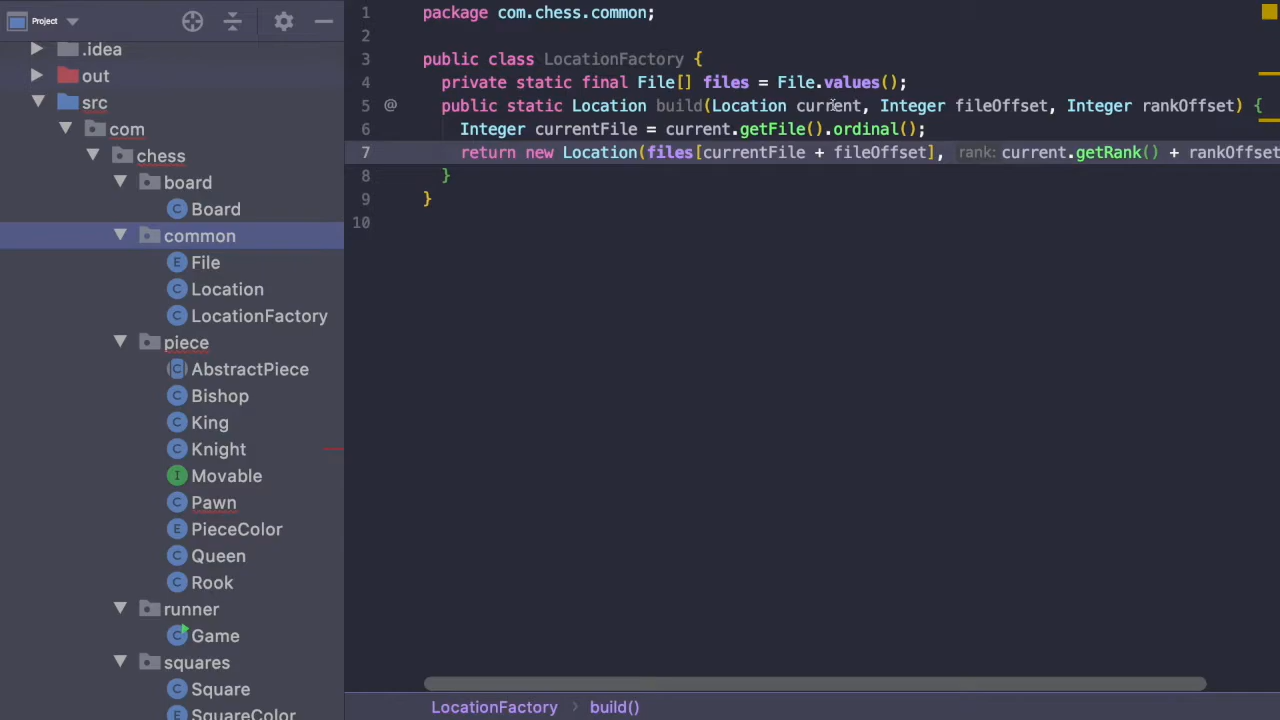 Project
.idea
out
src
com
chess
board
Board
common
File
Location
LocationFactory
piece
AbstractPiece
Bishop
King
Knight
Movable
Pawn
PieceColor
Queen
Rook
runner
Game
squares
Square
SquareColor
1 package com.chess.common;
2
3 public class LocationFactory {
4 private static final File[] files = File.values();
5 @ public static Location build(Location current, Integer fileOffset, Integer rankOffset) {
6 Integer currentFile = current.getFile().ordinal();
7 return new Location(files[currentFile + fileOffset], rank: current.getRank() + rankOffset
8 }
9 }
10
LocationFactory > build()